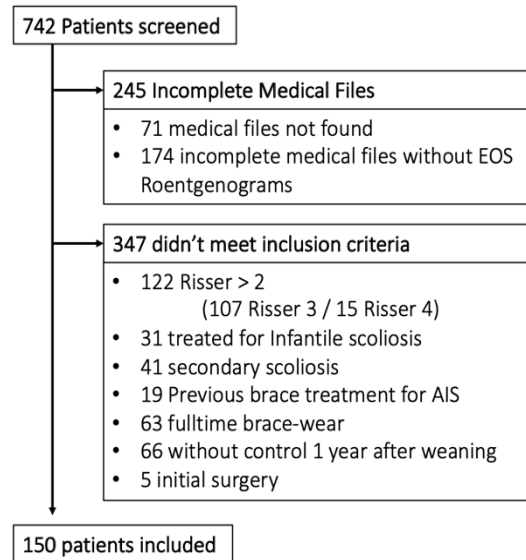 742 Patients screened
245 Incomplete Medical Files
• 71 medical files not found
• 174 incomplete medical files without EOS
Roentgenograms
347 didn’t meet inclusion criteria
• 122 Risser > 2
(107 Risser 3 / 15 Risser 4)
• 31 treated for Infantile scoliosis
• 41 secondary scoliosis
• 19 Previous brace treatment for AIS
• 63 fulltime brace-wear
• 66 without control 1 year after weaning
• 5 initial surgery
150 patients included